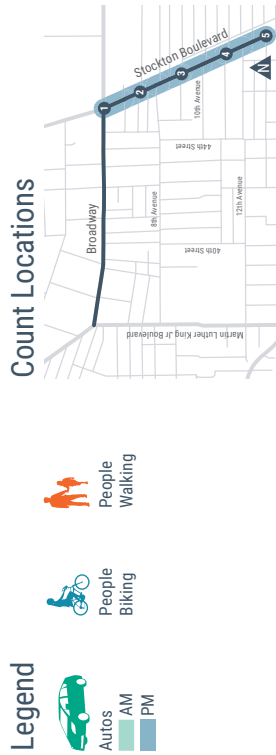 Legend
Autos
AM
PM
People
Biking
People
Walking
Count Locations
Broadway
Stockton Boulevard
1
2
3
4
5
N
8th Avenue
10th Avenue
12th Avenue
44th Street
40th Street
Martin Luther King Jr Boulevard